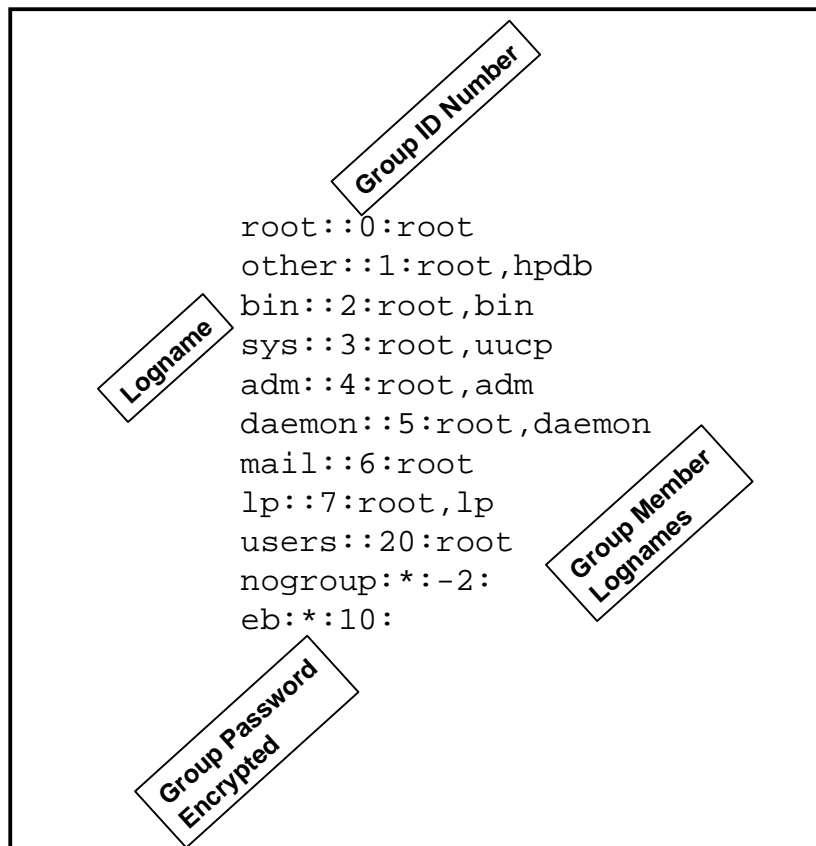 Group ID Number
root::0:root
other::1:root,hpdb
bin::2:root,bin
Logname
sys::3:root,uucp
adm::4:root,adm
daemon::5:root,daemon
mail::6:root
lp::7:root,lp
users::20:root
Group Member
Lognames
nogroup:*:-2:
eb:*:10:
Group Password
Encrypted